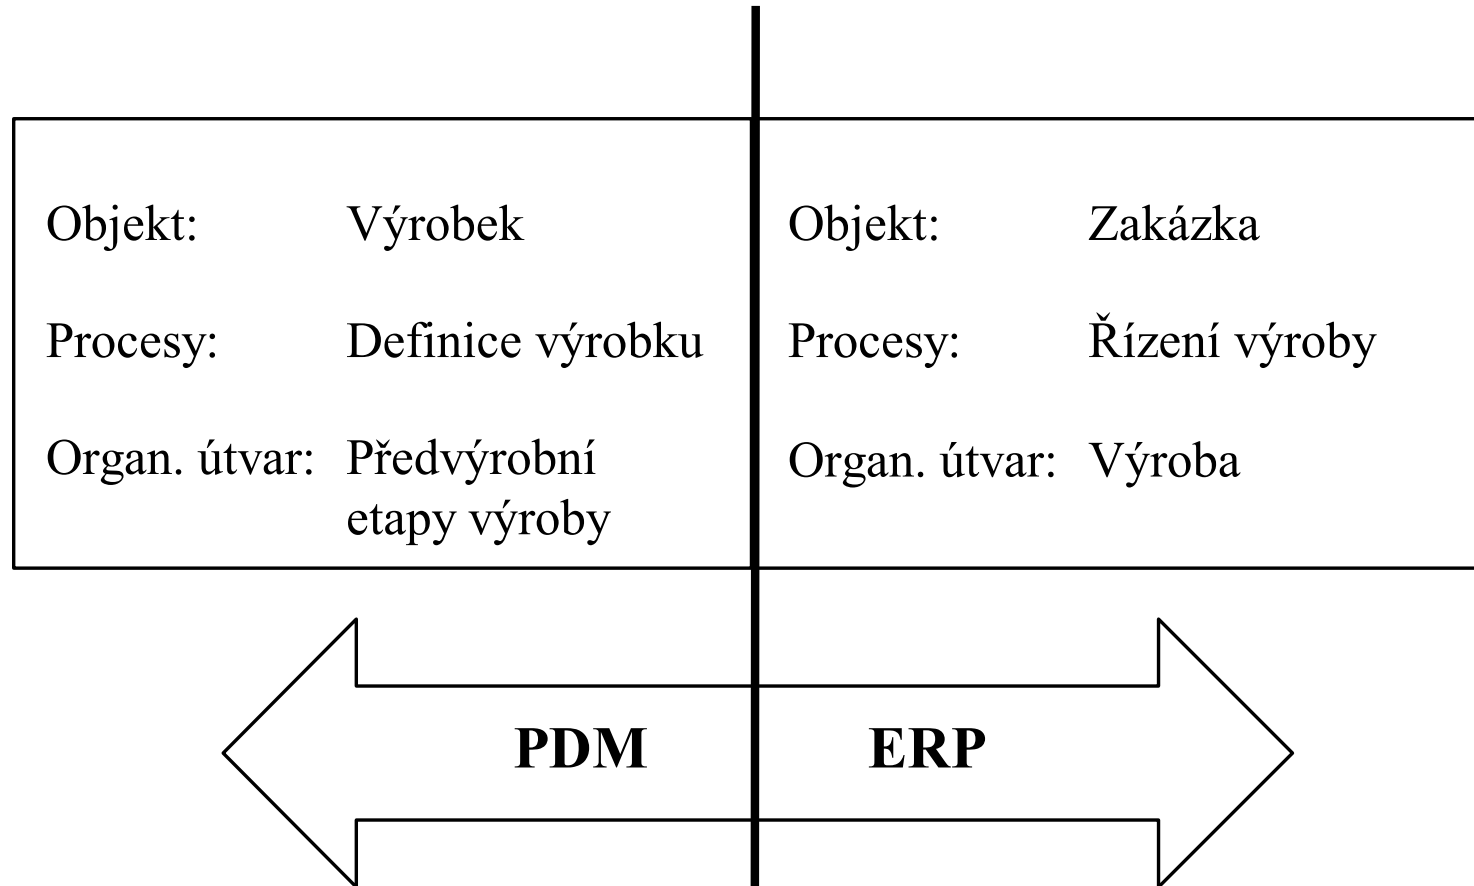 Objekt: Výrobek
Procesy: Definice výrobku
Organ. útvar: Předvýrobní
etapy výroby
Objekt: Zakázka
Procesy: Řízení výroby
Organ. útvar: Výroba
PDM
ERP